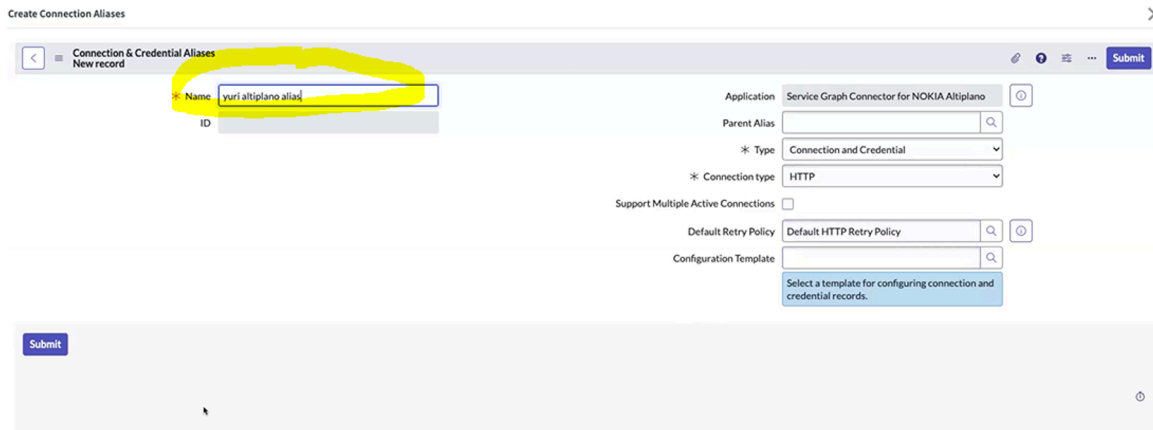 Create Connection Aliases
Connection & Credential Aliases
New record
Submit
* Name yuri altiplano alias
ID
Application Service Graph Connector for NOKIA Altiplano
Parent Alias
* Type Connection and Credential
* Connection type HTTP
Support Multiple Active Connections
Default Retry Policy Default HTTP Retry Policy
Configuration Template
Select a template for configuring connection and
credential records.
Submit